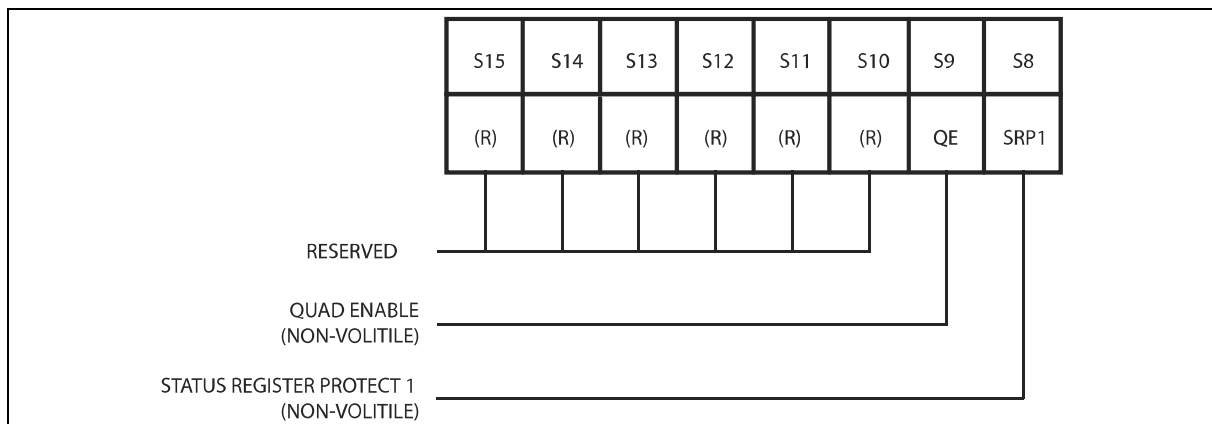 S15 S14 S13 S12 S11 S10 S9 S8
(R) (R) (R) (R) (R) (R) QE SRP1
RESERVED
QUAD ENABLE
(NON-VOLITILE)
STATUS REGISTER PROTECT 1
(NON-VOLITILE)